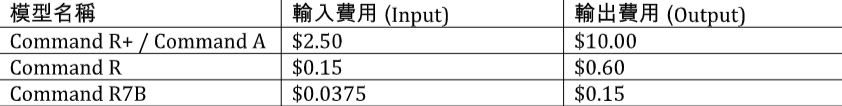 模型名稱 輸入費用 (Input) 輸出費用 (Output)
Command R+ / Command A $2.50 $10.00
Command R $0.15 $0.60
Command R7B $0.0375 $0.15